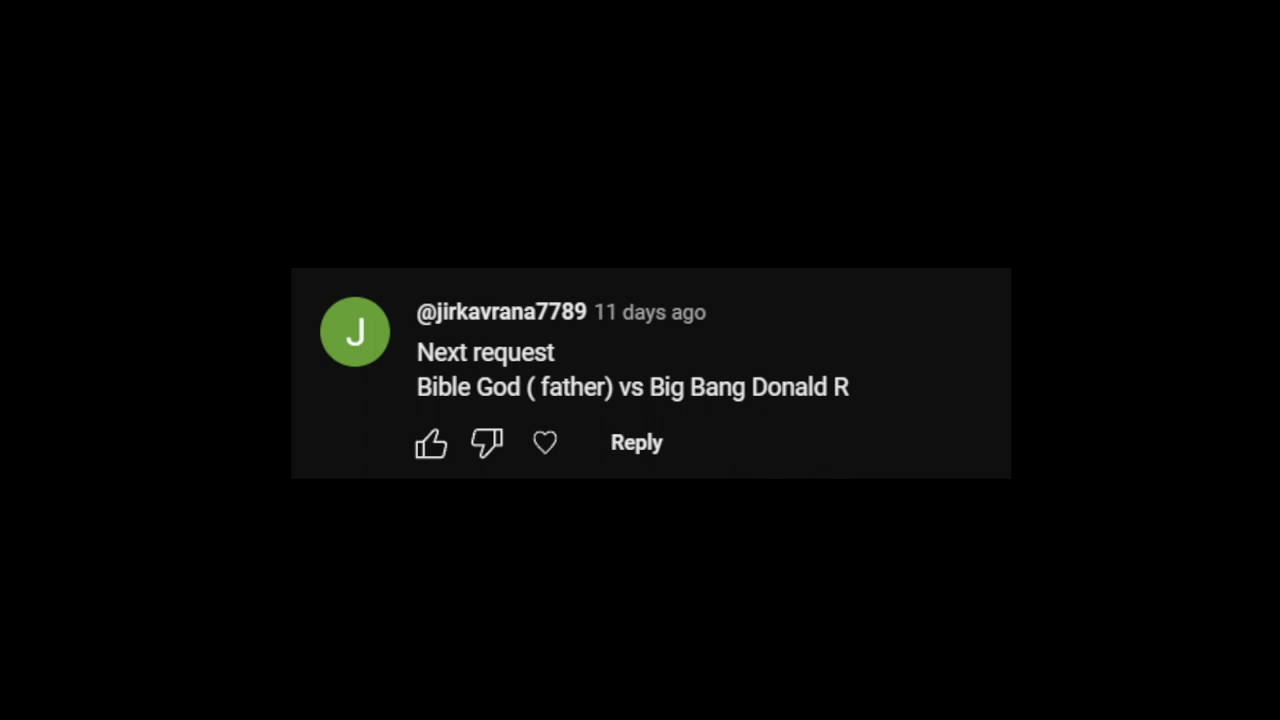 J
@jirkavrana7789 11 days ago
Next request
Bible God ( father) vs Big Bang Donald R
Reply